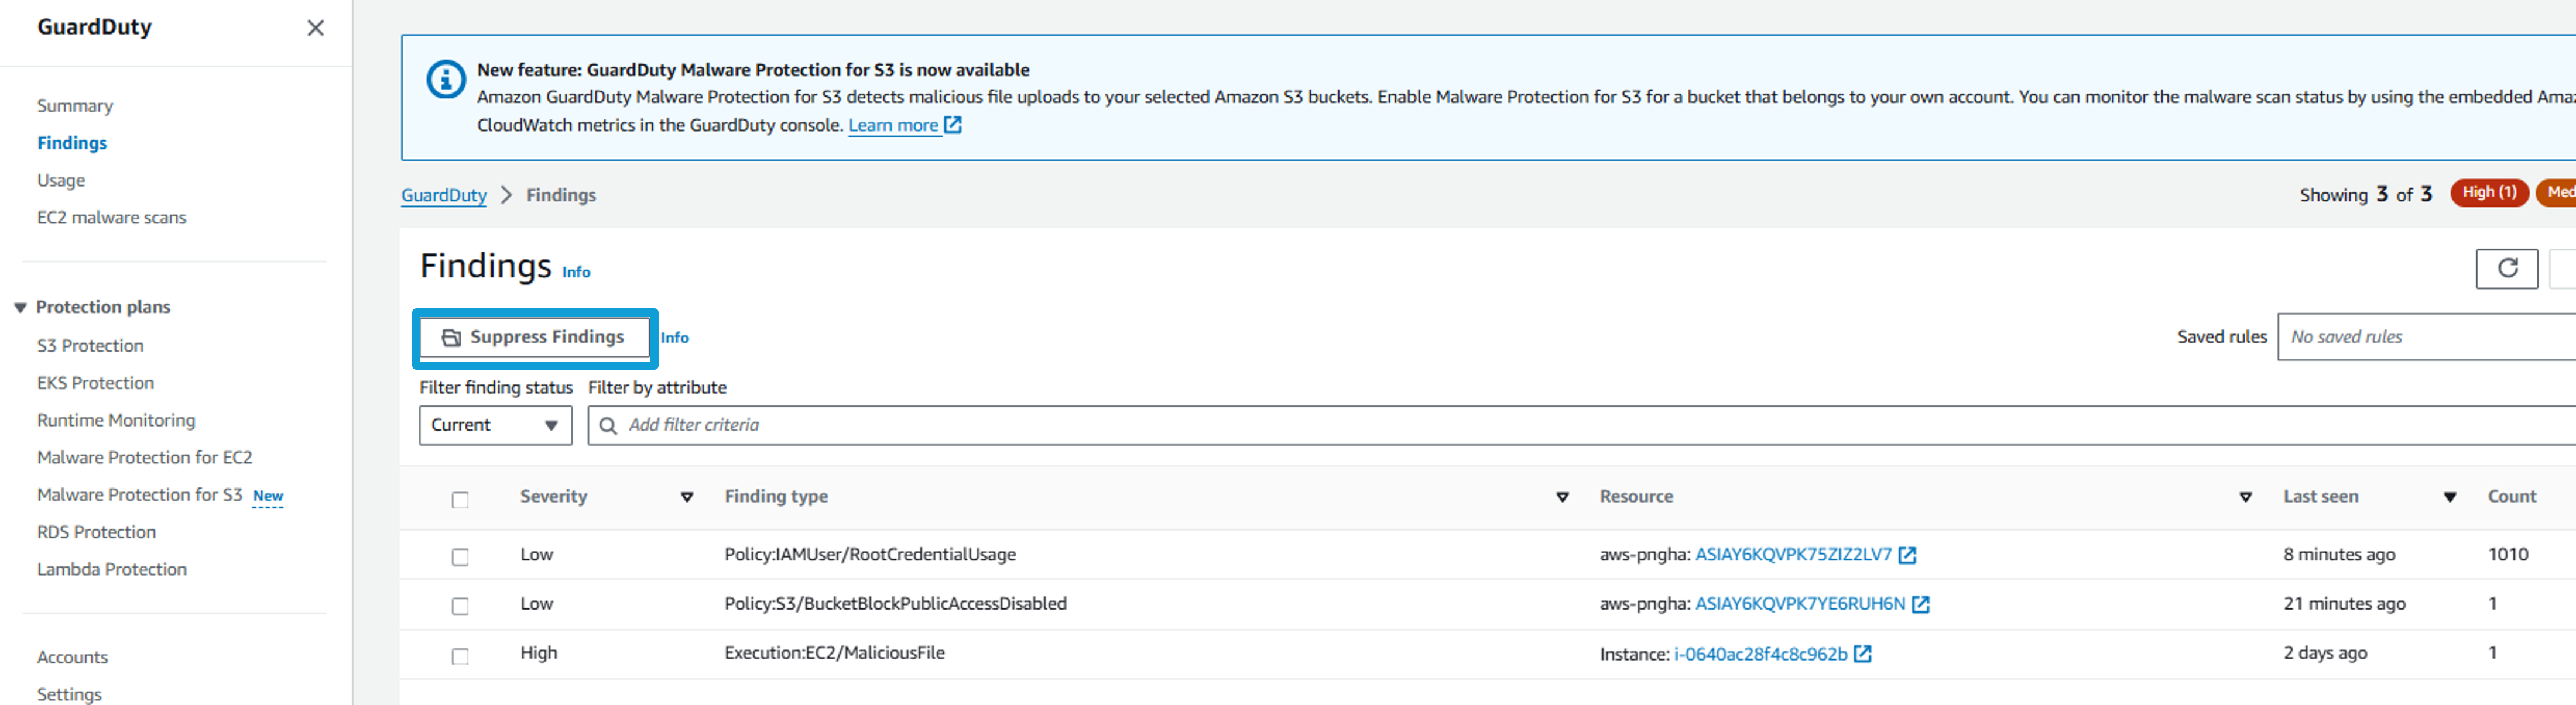 GuardDuty
Summary
Findings
Usage
EC2 malware scans
Protection plans
S3 Protection
EKS Protection
Runtime Monitoring
Malware Protection for EC2
Malware Protection for S3 New
RDS Protection
Lambda Protection
Accounts
Settings
New feature: GuardDuty Malware Protection for S3 is now available
Amazon GuardDuty Malware Protection for S3 detects malicious file uploads to your selected Amazon S3 buckets. Enable Malware Protection for S3 for a bucket that belongs to your own account. You can monitor the malware scan status by using the embedded Amaz
CloudWatch metrics in the GuardDuty console. Learn more
GuardDuty > Findings
Showing 3 of 3 High (1) Med
Findings Info
Suppress Findings Info
Saved rules No saved rules
Filter finding status Filter by attribute
Current Add filter criteria
Severity Finding type Resource Last seen Count
Low Policy:IAMUser/RootCredentialUsage aws-pngha: ASIAY6KQVPK75ZIZ2LV7 8 minutes ago 1010
Low Policy:S3/BucketBlockPublicAccessDisabled aws-pngha: ASIAY6KQVPK7YE6RUH6N 21 minutes ago 1
High Execution:EC2/MaliciousFile Instance: i-0640ac28f4c8c962b 2 days ago 1